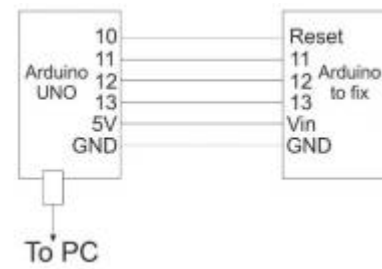 10
11
12
13
5V
GND
Arduino
UNO
Reset
11
12
13
Vin
GND
Arduino
to fix
To PC